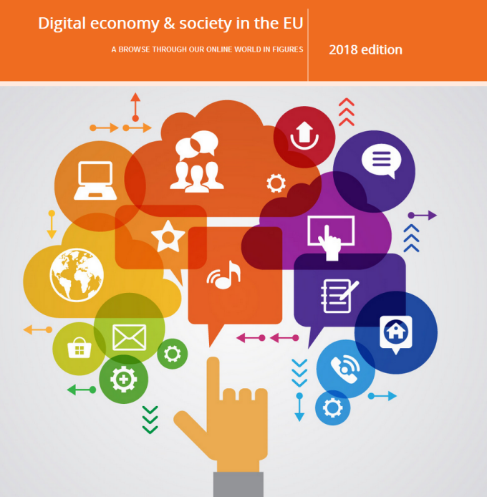 Digital economy & society in the EU
A BROWSE THROUGH OUR ONLINE WORLD IN FIGURES
2018 edition